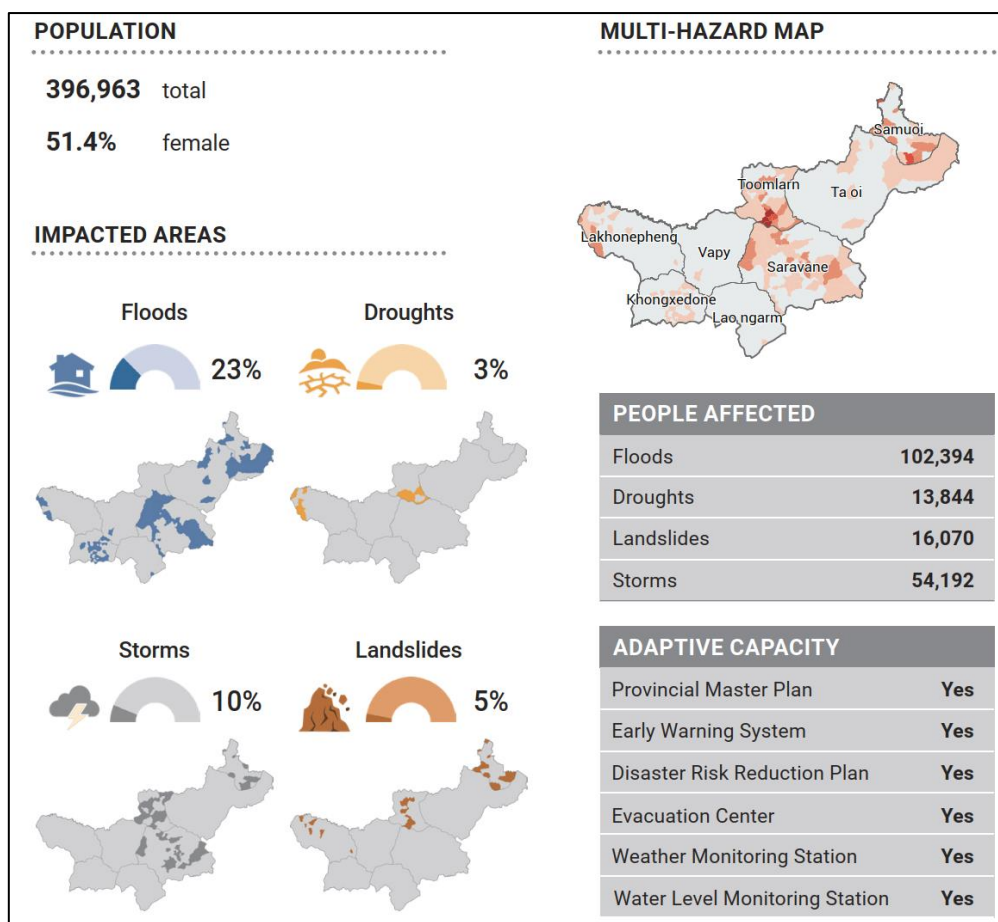 POPULATION
396,963 total
51.4% female
IMPACTED AREAS
Floods
23%
Droughts
3%
Storms
10%
Landslides
5%
MULTI-HAZARD MAP
Samuoi
Toomlarn
Ta oi
Lakhonepheng
Vapy
Saravane
Khongxedone
Lao ngarm
PEOPLE AFFECTED
Floods 102,394
Droughts 13,844
Landslides 16,070
Storms 54,192
ADAPTIVE CAPACITY
Provincial Master Plan Yes
Early Warning System Yes
Disaster Risk Reduction Plan Yes
Evacuation Center Yes
Weather Monitoring Station Yes
Water Level Monitoring Station Yes